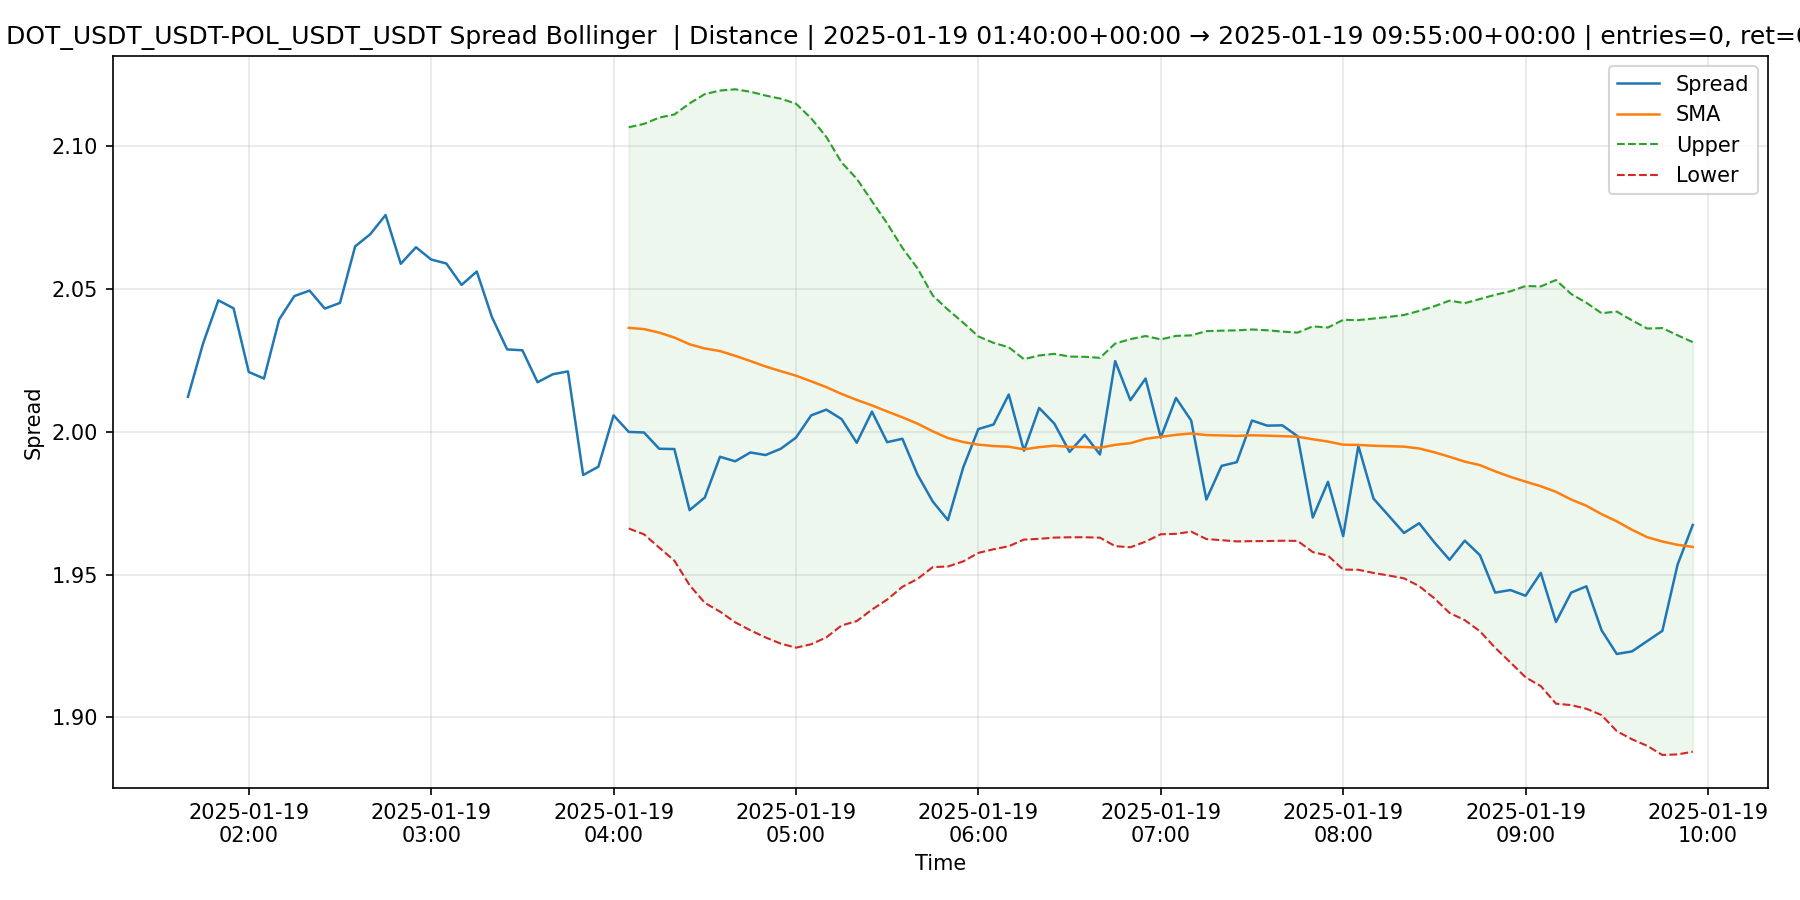 DOT_USDT_USDT-POL_USDT_USDT Spread Bollinger | Distance | 2025-01-19 01:40:00+00:00 → 2025-01-19 09:55:00+00:00 | entries=0, ret=
Spread
SMA
Upper
Lower
2.10
2.05
2.00
1.95
1.90
Spread
2025-01-19 2025-01-19 2025-01-19 2025-01-19 2025-01-19 2025-01-19 2025-01-19 2025-01-19 2025-01-19
02:00 03:00 04:00 05:00 06:00 07:00 08:00 09:00 10:00
Time